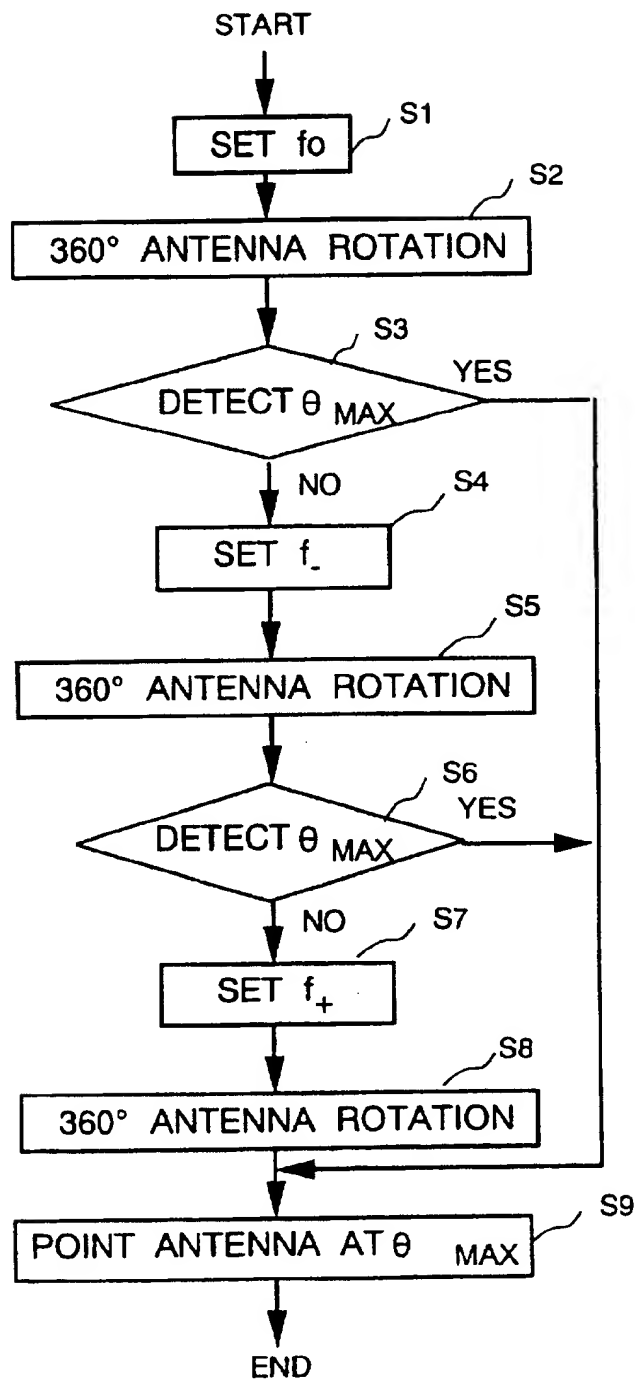 START
S1
SET fo
S2
360° ANTENNA ROTATION
S3
YES
DETECT θ MAX
NO
S4
SET f-
S5
360° ANTENNA ROTATION
S6
YES
DETECT θ MAX
NO
S7
SET f+
S8
360° ANTENNA ROTATION
S9
POINT ANTENNA AT θ MAX
END